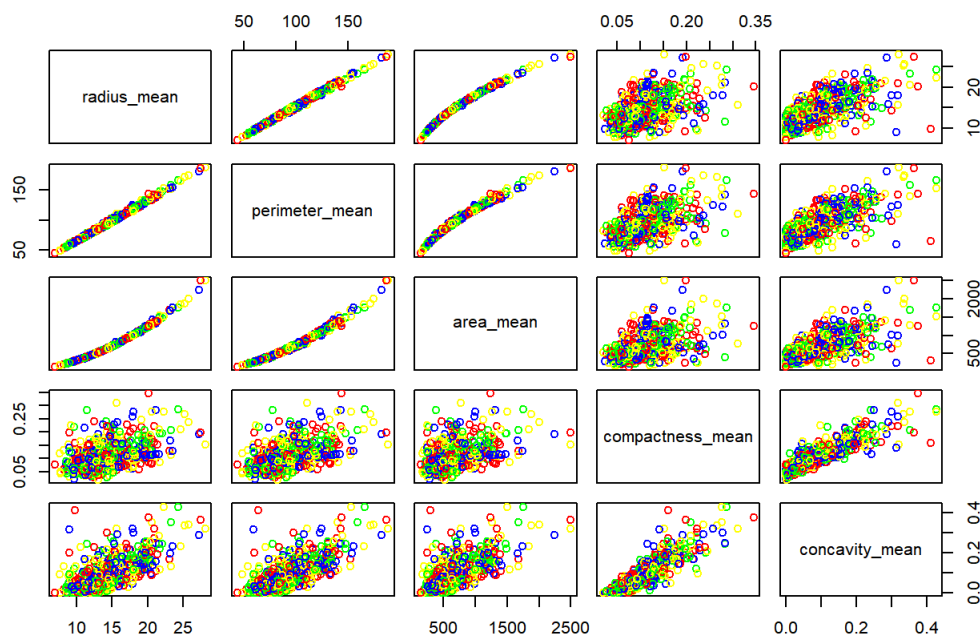 50 100 150
0.05 0.20 0.35
radius_mean
10 20
50 150
perimeter_mean
area_mean
500 2000
0.05 0.25
compactness_mean
concavity_mean
0.0 0.2 0.4
10 15 20 25
500 1500 2500
0.0 0.2 0.4